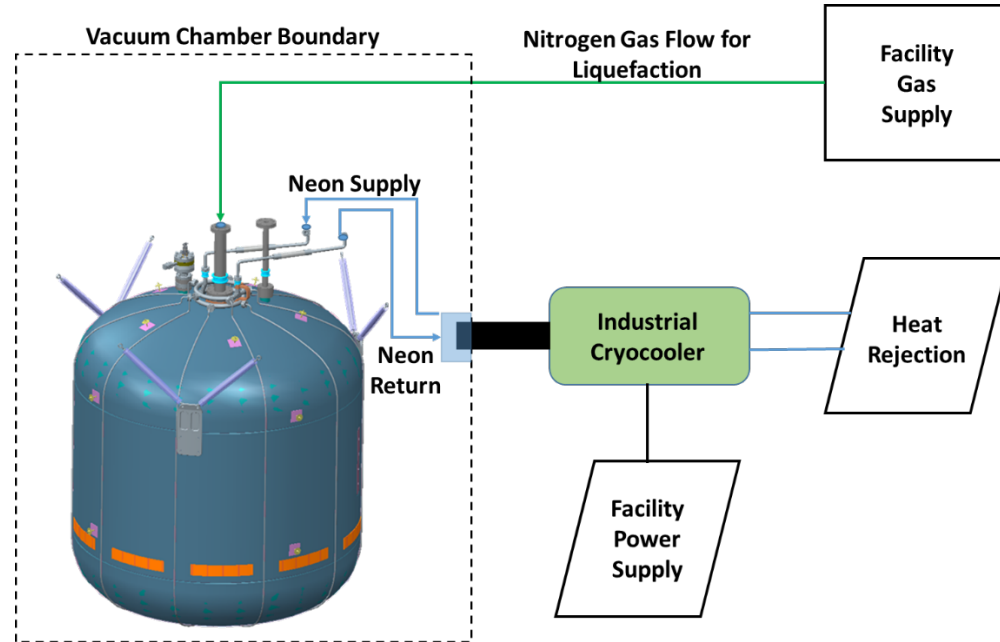 Vacuum Chamber Boundary
Nitrogen Gas Flow for
Liquefaction
Facility
Gas
Supply
Neon Supply
Neon
Return
Industrial
Cryocooler
Heat
Rejection
Facility
Power
Supply